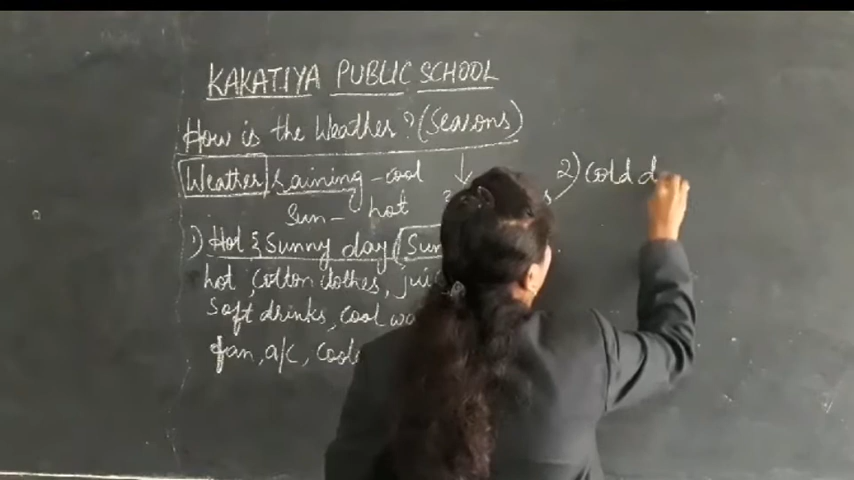 KAKATIYA PUBLIC SCHOOL
How is the Weather? (Seasons)
Weather raining - cool
Sun - hot
1) Hot & Sunny day (Sum
hot, cotton clothes, jui
Soft drinks, cool wa
fan, a/c, cool
2) Cold d